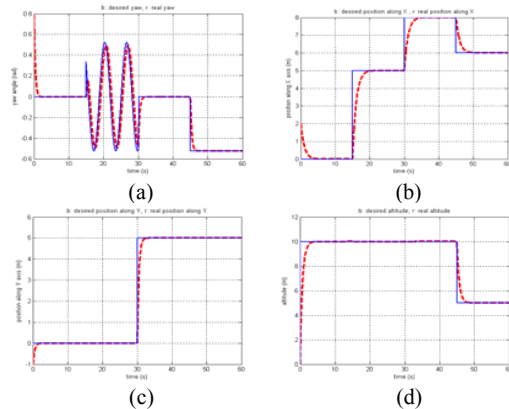 b: desired yaw, r: real yaw
0.8
0.6
0.4
0.2
0
-0.2
-0.4
-0.6
0 10 20 30 40 50 60
yaw angle (rad)
time (s)
(a)
b: desired position along X , r: real position along X
8
7
6
5
4
3
2
1
0
0 10 20 30 40 50 60
position along X axis (m)
time (s)
(b)
b: desired position along Y, r: real position along Y
6
5
4
3
2
1
0
-1
0 10 20 30 40 50 60
position along Y axis (m)
time (s)
(c)
b: desired altitude, r: real altitude
12
10
8
6
4
2
0
0 10 20 30 40 50 60
altitude (m)
time (s)
(d)